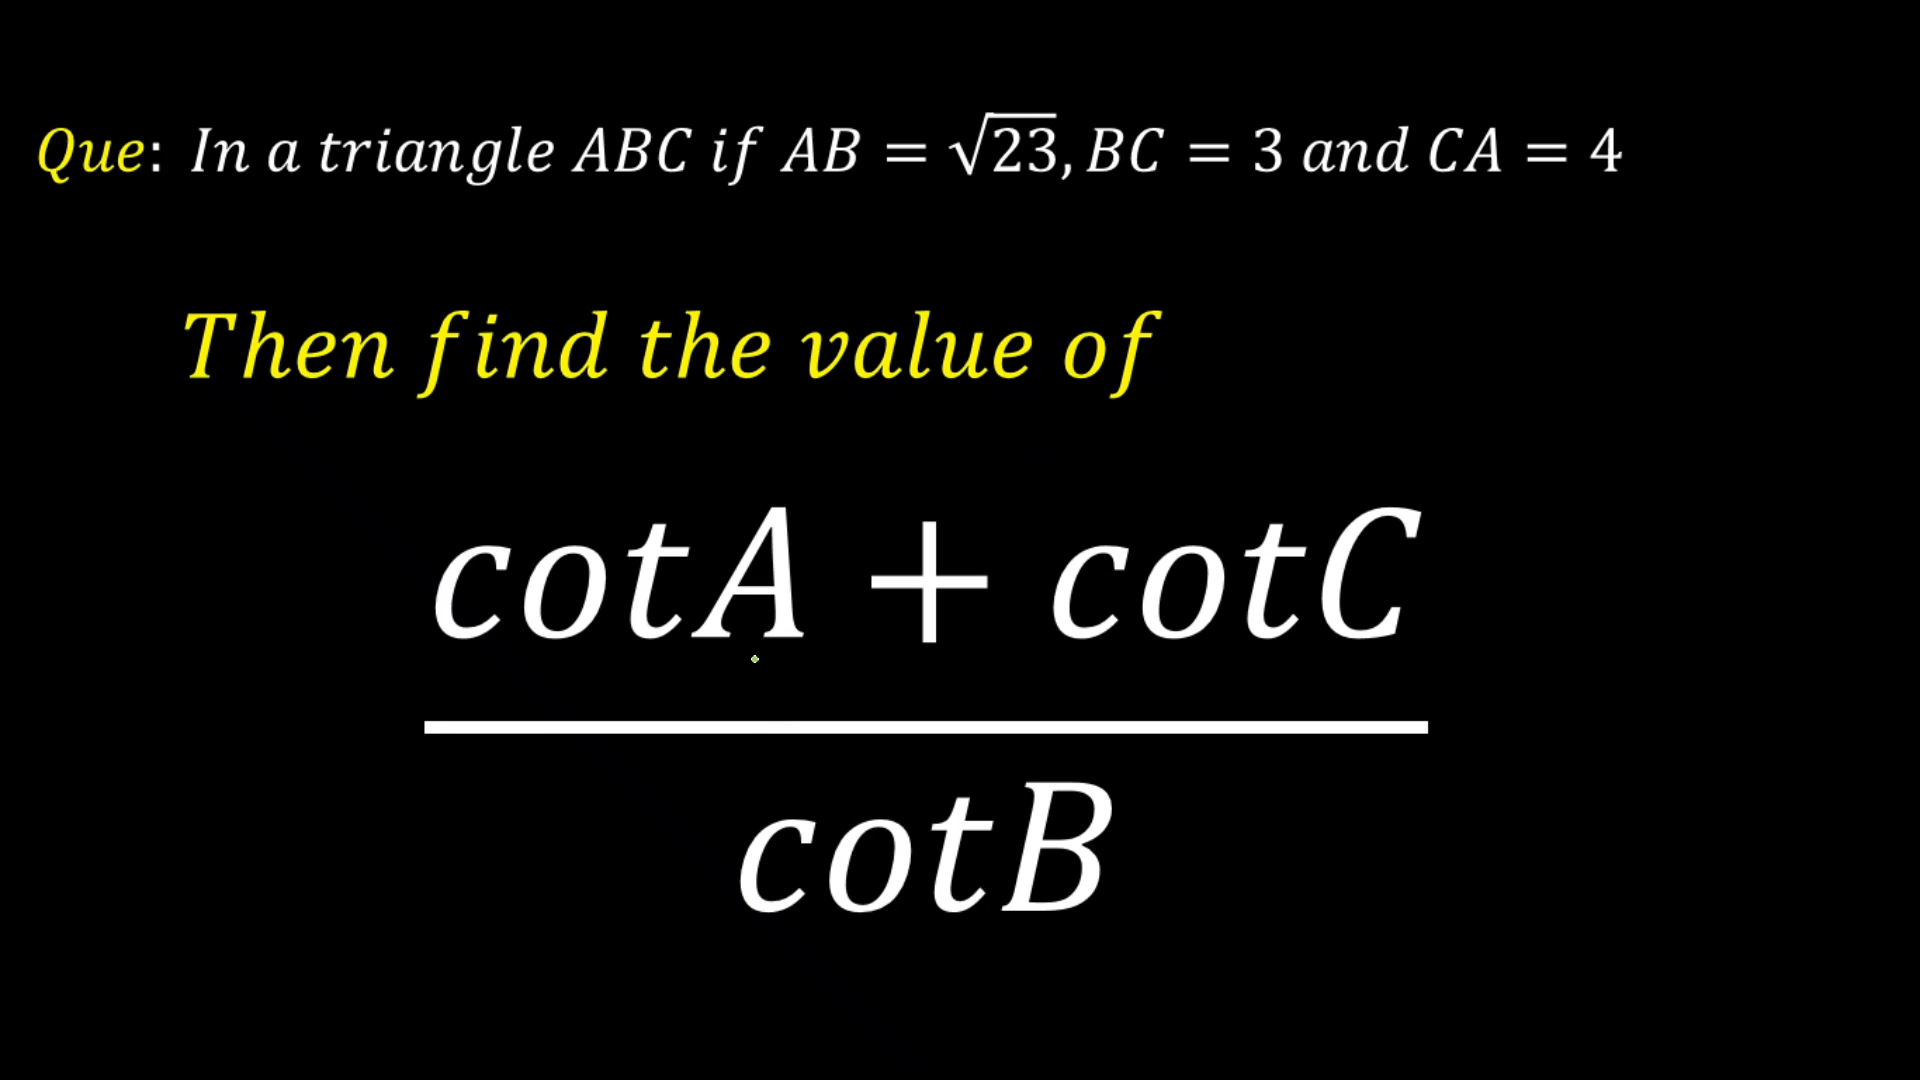 Que: In a triangle ABC if AB = √23, BC = 3 and CA = 4
Then find the value of
cotA + cotC
cotB